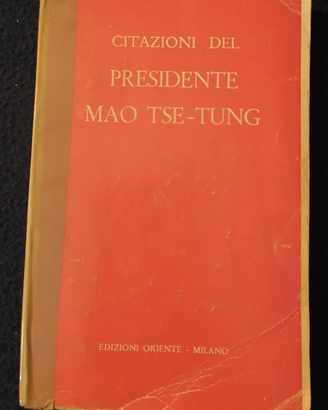 CITAZIONI DEL
PRESIDENTE
MAO TSE-TUNG
EDIZIONI ORIENTE - MILANO